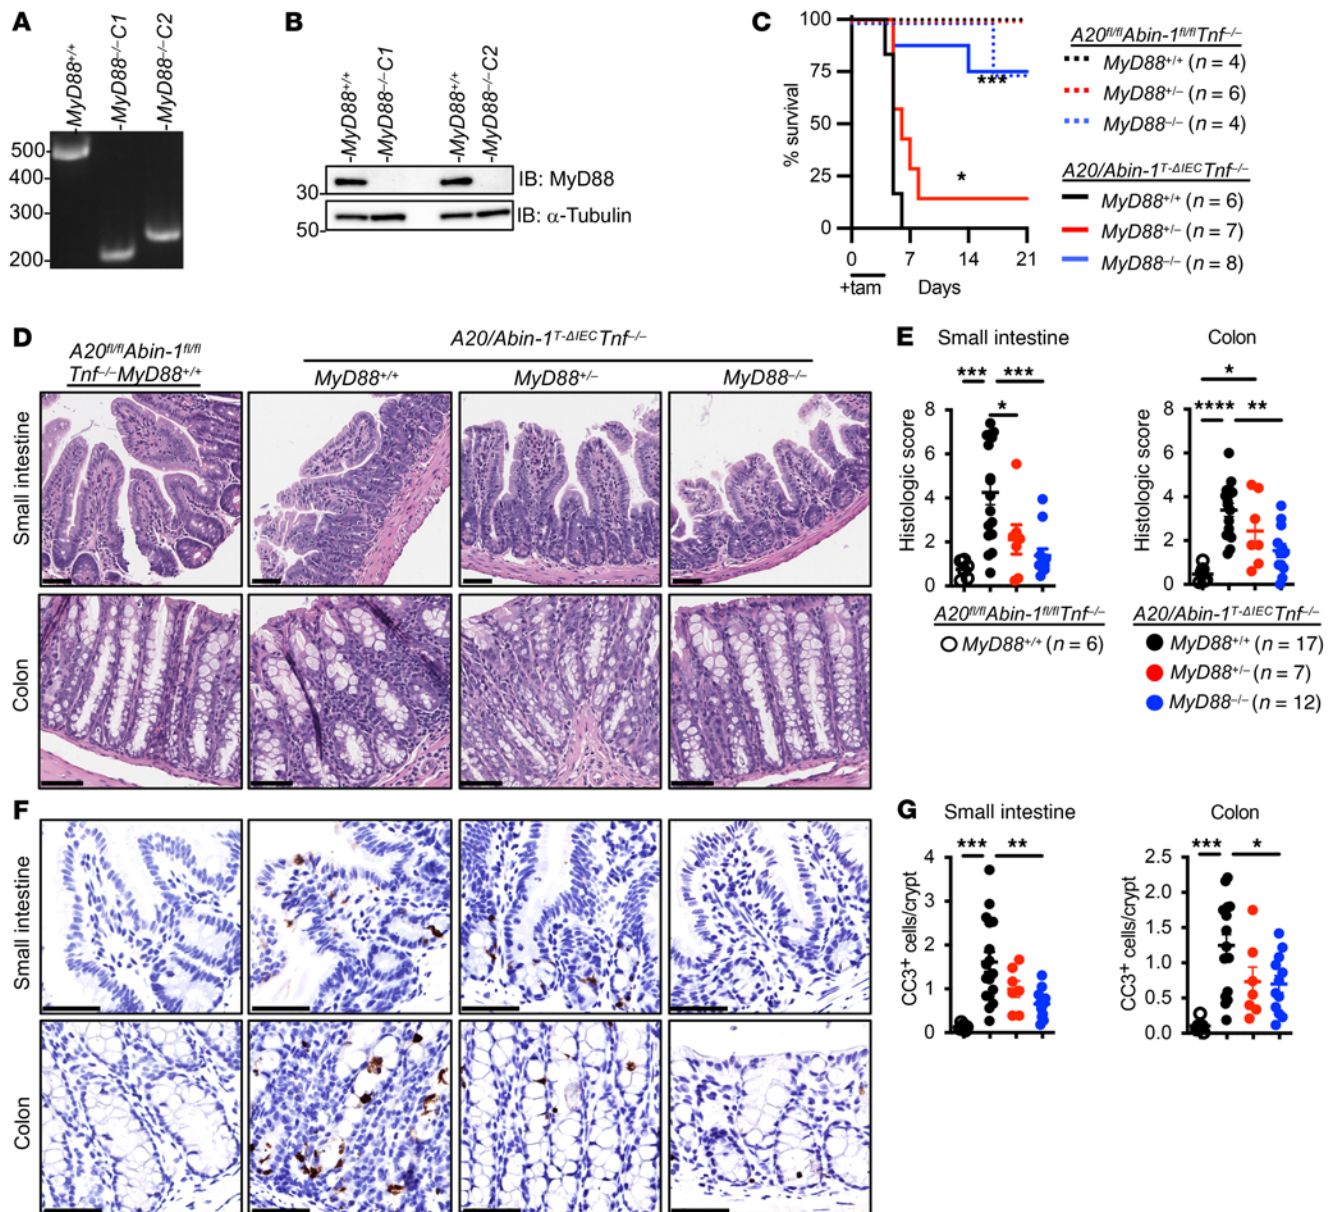 A
-MyD88+/+
-MyD88−/−C1
-MyD88−/−C2
500
400
300
200
B
-MyD88+/+
-MyD88−/−C1
-MyD88+/+
-MyD88−/−C2
30
IB: MyD88
50
IB: α-Tubulin
C
% survival
100
75
50
25
0
0 7 14 21
+tam
Days
***
*
A20fl/flAbin-1fl/flTnf−/−
MyD88+/+ (n = 4)
MyD88+/− (n = 6)
MyD88−/− (n = 4)
A20/Abin-1T-ΔIECTnf−/−
MyD88+/+ (n = 6)
MyD88+/− (n = 7)
MyD88−/− (n = 8)
D
A20fl/flAbin-1fl/fl
Tnf−/−MyD88+/+
A20/Abin-1T-ΔIECTnf−/−
MyD88+/+
MyD88+/−
MyD88−/−
Small intestine
Colon
E
Small intestine
*** ***
*
Histologic score
8
6
4
2
0
A20fl/flAbin-1fl/flTnf−/−
MyD88+/+ (n = 6)
Colon
*
**** **
Histologic score
8
6
4
2
0
A20/Abin-1T-ΔIECTnf−/−
MyD88+/+ (n = 17)
MyD88+/− (n = 7)
MyD88−/− (n = 12)
F
Small intestine
Colon
G
Small intestine
*** **
CC3+ cells/crypt
4
3
2
1
0
Colon
*** *
CC3+ cells/crypt
2.5
2.0
1.5
1.0
0.5
0.0